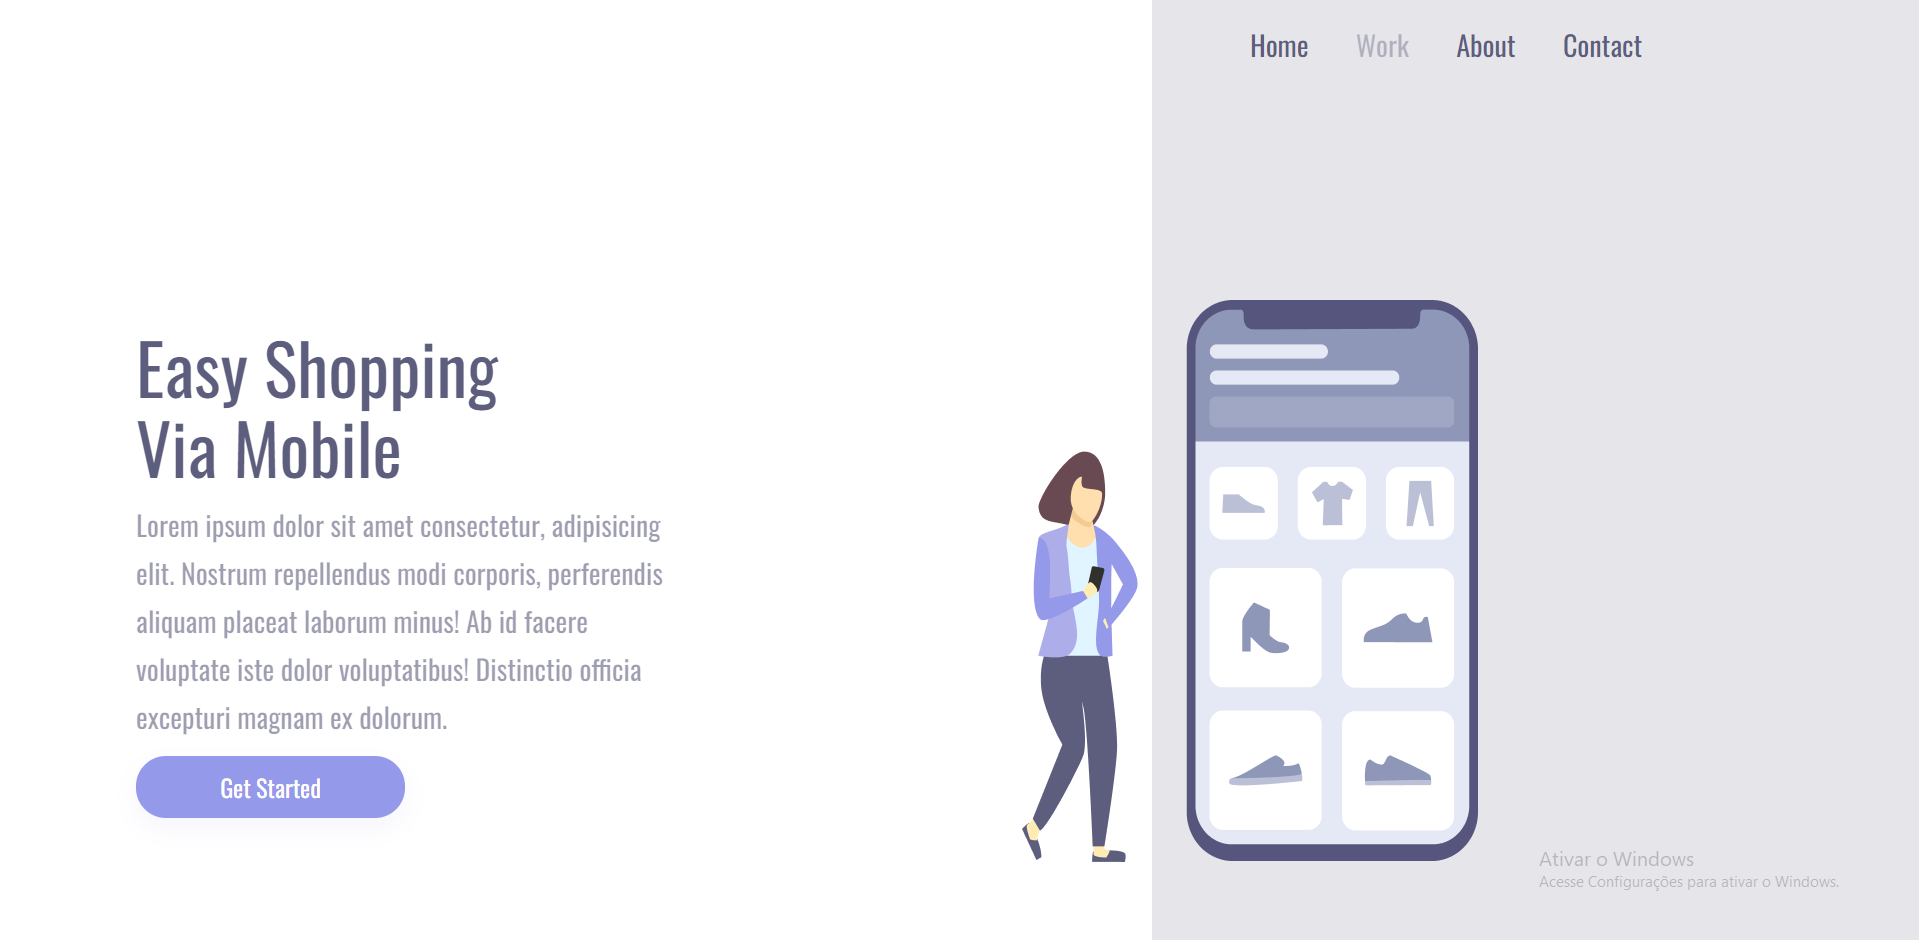 Home Work About Contact
Easy Shopping
Via Mobile
Lorem ipsum dolor sit amet consectetur, adipisicing
elit. Nostrum repellendus modi corporis, perferendis
aliquam placeat laborum minus! Ab id facere
voluptate iste dolor voluptatibus! Distinctio officia
excepturi magnam ex dolorum.
Get Started
Ativar o Windows
Acesse Configurações para ativar o Windows.